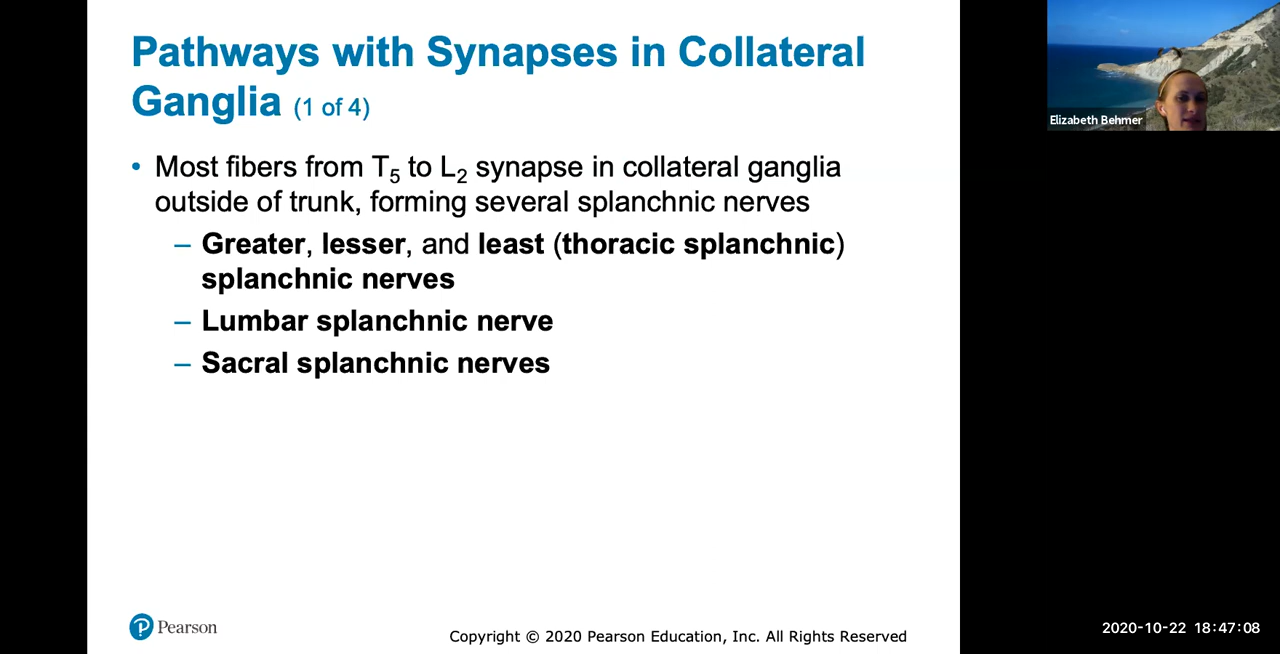 Pathways with Synapses in Collateral
Ganglia (1 of 4)
• Most fibers from T5 to L2 synapse in collateral ganglia
outside of trunk, forming several splanchnic nerves
– Greater, lesser, and least (thoracic splanchnic)
splanchnic nerves
– Lumbar splanchnic nerve
– Sacral splanchnic nerves
Elizabeth Behmer
P Pearson
Copyright © 2020 Pearson Education, Inc. All Rights Reserved
2020-10-22 18:47:08